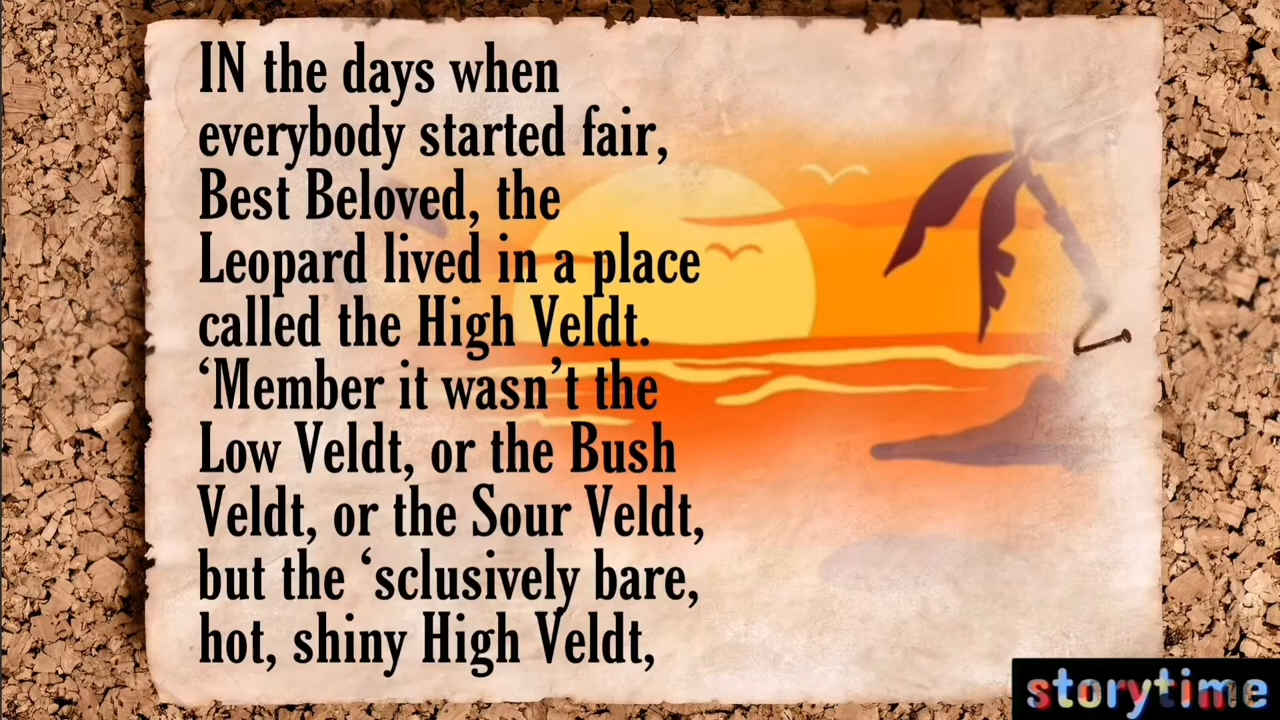 IN the days when
everybody started fair,
Best Beloved, the
Leopard lived in a place
called the High Veldt.
‘Member it wasn’t the
Low Veldt, or the Bush
Veldt, or the Sour Veldt,
but the ‘sclusively bare,
hot, shiny High Veldt,
storytime